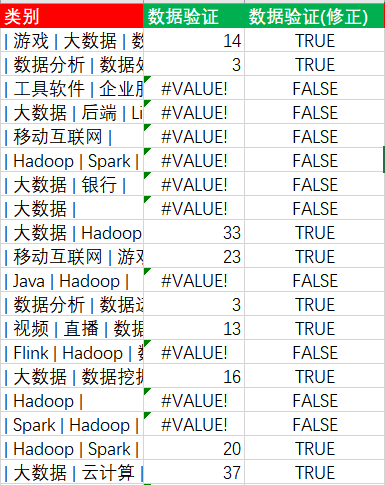 类别 数据验证 数据验证(修正)
| 游戏 | 大数据 | 数 14 TRUE
| 数据分析 | 数据处 3 TRUE
| 工具软件 | 企业服 #VALUE! FALSE
| 大数据 | 后端 | Li #VALUE! FALSE
| 移动互联网 | #VALUE! FALSE
| Hadoop | Spark | #VALUE! FALSE
| 大数据 | 银行 | #VALUE! FALSE
| 大数据 | #VALUE! FALSE
| 大数据 | Hadoop 33 TRUE
| 移动互联网 | 游戏 23 TRUE
| Java | Hadoop | #VALUE! FALSE
| 数据分析 | 数据运 3 TRUE
| 视频 | 直播 | 数据 13 TRUE
| Flink | Hadoop | 数 #VALUE! FALSE
| 大数据 | 数据挖掘 16 TRUE
| Hadoop | #VALUE! FALSE
| Spark | Hadoop | #VALUE! FALSE
| Hadoop | Spark | 20 TRUE
| 大数据 | 云计算 | 37 TRUE